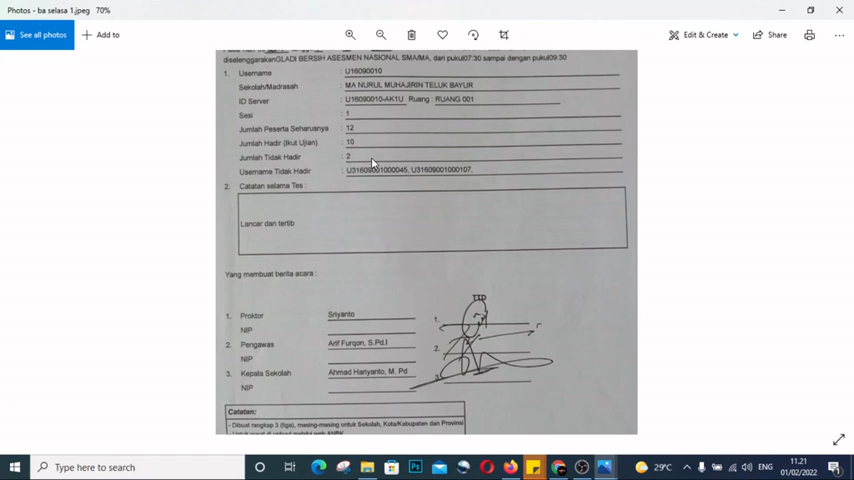 Photos - ba selasa 1.jpeg 70%
See all photos
Add to
Edit & Create
Share
diselenggarakanGLADI BERSIH ASESMEN NASIONAL SMA/MA, dari pukul07:30 sampai dengan pukul09:30
1. Username : U16090010
Sekolah/Madrasah : MA NURUL MUHAJIRIN TELUK BAYUR
ID Server : U16090010-AK1U Ruang : RUANG 001
Sesi : 1
Jumlah Peserta Seharusnya : 12
Jumlah Hadir (Ikut Ujian) : 10
Jumlah Tidak Hadir : 2
Username Tidak Hadir : U31609001000045, U31609001000107,
2. Catatan selama Tes :
Lancar dan tertib
Yang membuat berita acara :
TTD
1. Proktor Sriyanto 1.
NIP
2. Pengawas Arif Furqon, S.Pd.I 2.
NIP
3. Kepala Sekolah Ahmad Hariyanto, M. Pd 3.
NIP
Catatan:
- Dibuat rangkap 3 (tiga), masing-masing untuk Sekolah, Kota/Kabupaten dan Provinsi
Type here to search
29°C
ENG
11.21
01/02/2022
1